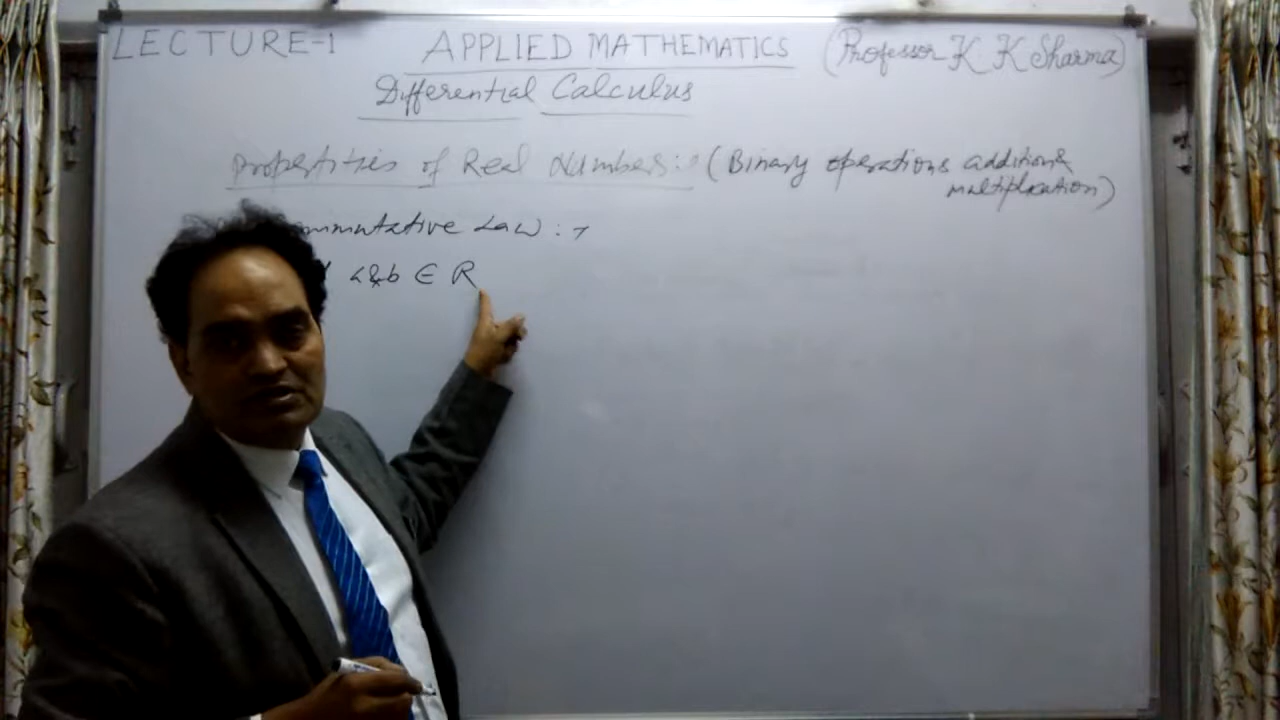 LECTURE-1 APPLIED MATHEMATICS (Professor K K Sharma)
Differential Calculus
Properties of Real Numbers: (Binary operations addition &
multiplication)
mmutative Law :-
a & b ∈ R